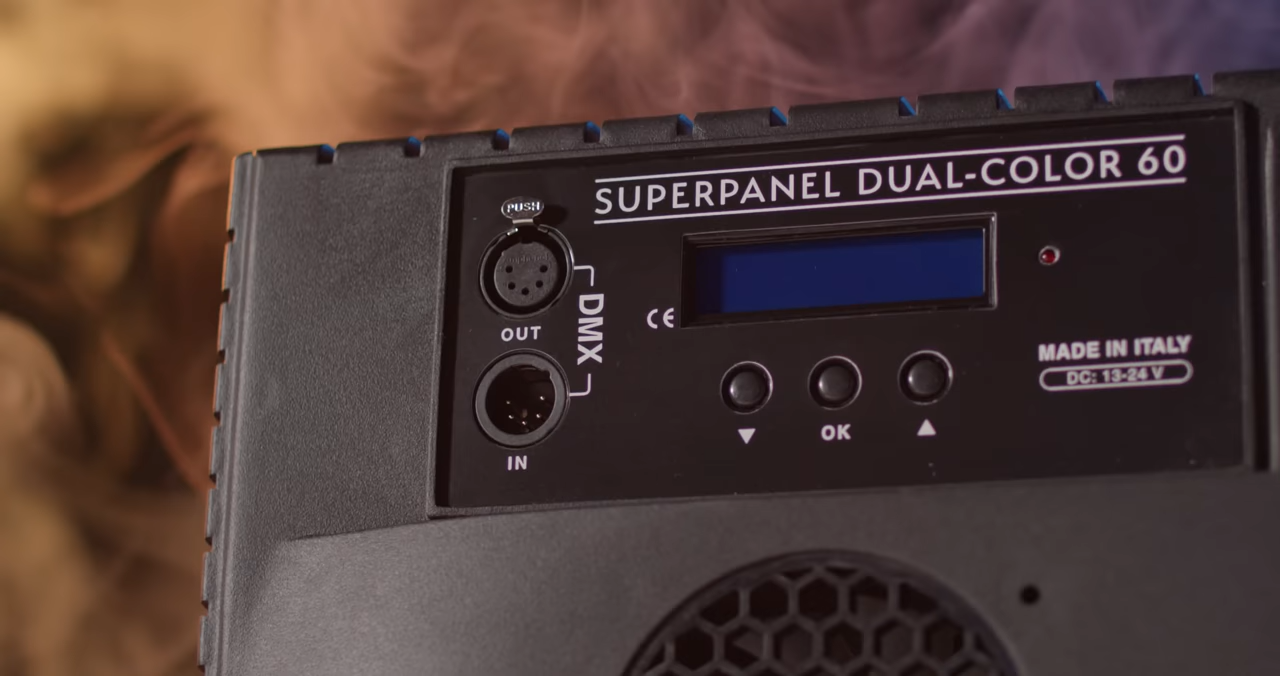 SUPERPANEL DUAL-COLOR 60
PUSH
OUT
DMX
IN
CE
OK
MADE IN ITALY
DC: 13-24 V